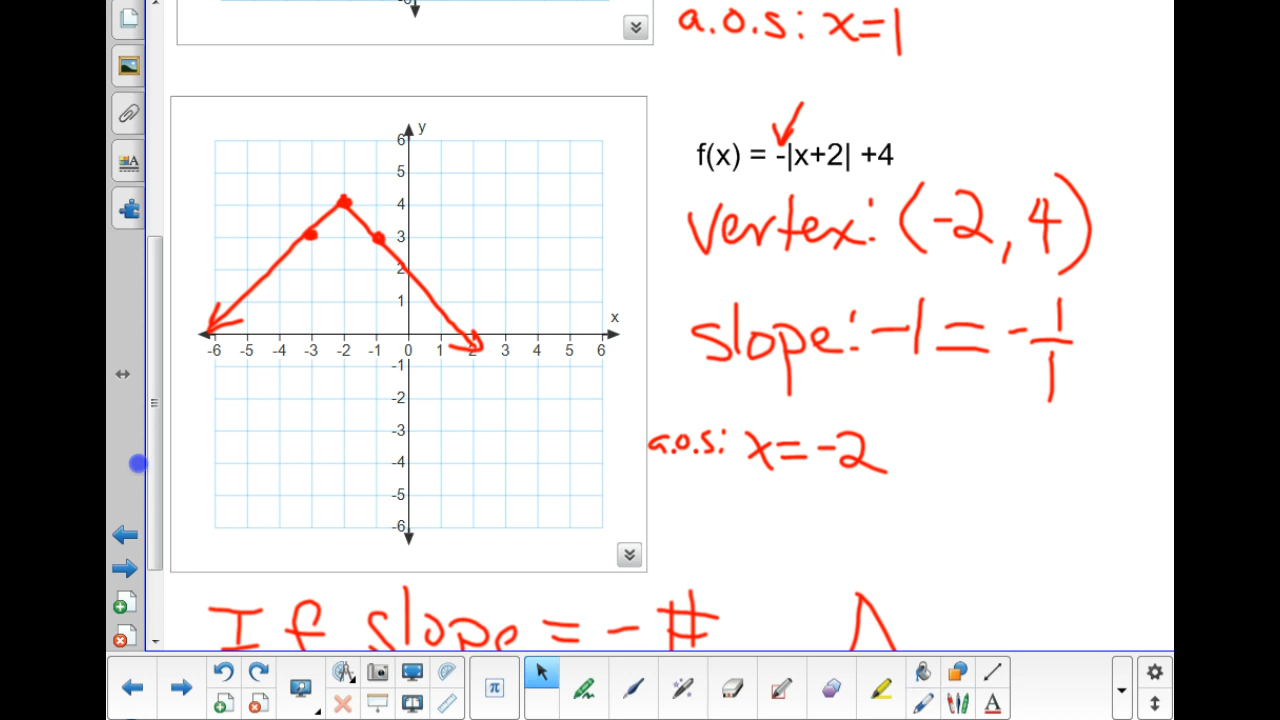 a.o.s: x=1
f(x) = -|x+2| +4
vertex: (-2, 4)
slope: -1 = - 1/1
a.o.s: x = -2
y
6
5
4
3
2
1
x
-6 -5 -4 -3 -2 -1 0 1 2 3 4 5 6
-1
-2
-3
-4
-5
-6
If slope = - #
π
A
A